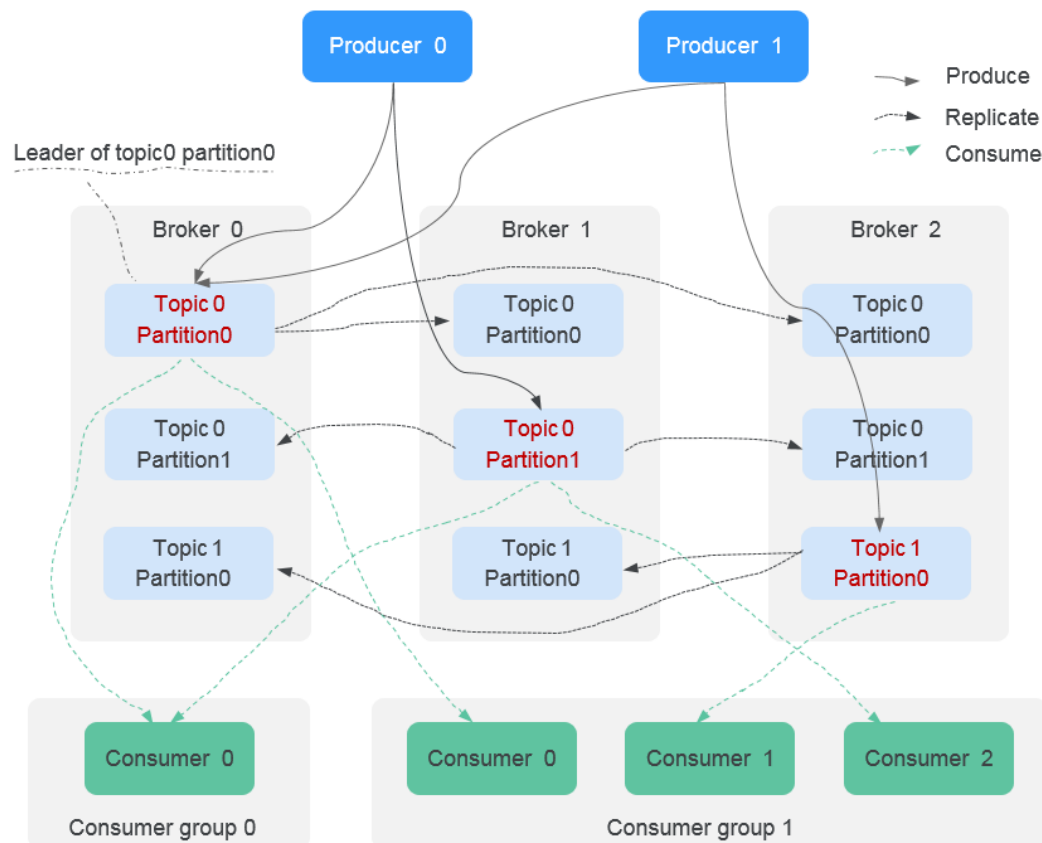 Producer 0
Producer 1
Produce
Replicate
Consume
Leader of topic0 partition0
Broker 0
Broker 1
Broker 2
Topic 0
Partition0
Topic 0
Partition0
Topic 0
Partition0
Topic 0
Partition1
Topic 0
Partition1
Topic 0
Partition1
Topic 1
Partition0
Topic 1
Partition0
Topic 1
Partition0
Consumer 0
Consumer 0
Consumer 1
Consumer 2
Consumer group 0
Consumer group 1